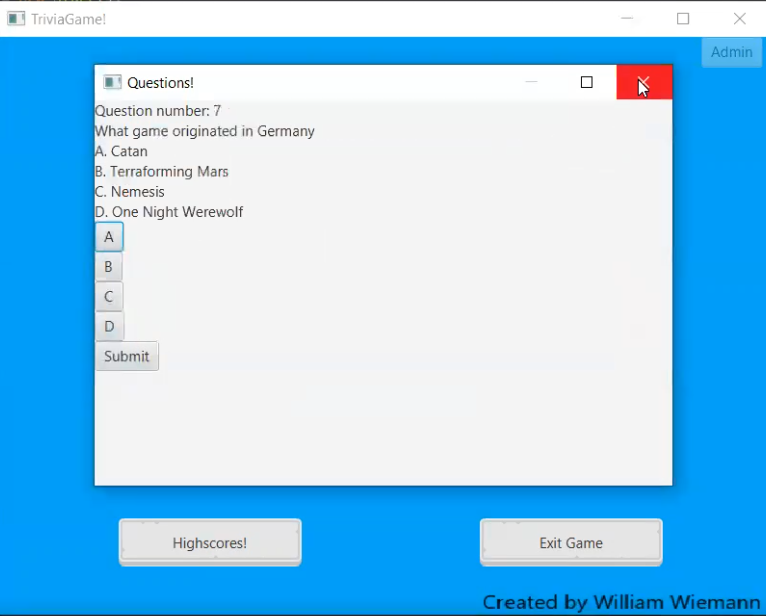 TriviaGame!
Admin
Questions!
Question number: 7
What game originated in Germany
A. Catan
B. Terraforming Mars
C. Nemesis
D. One Night Werewolf
A
B
C
D
Submit
Highscores!
Exit Game
Created by William Wiemann